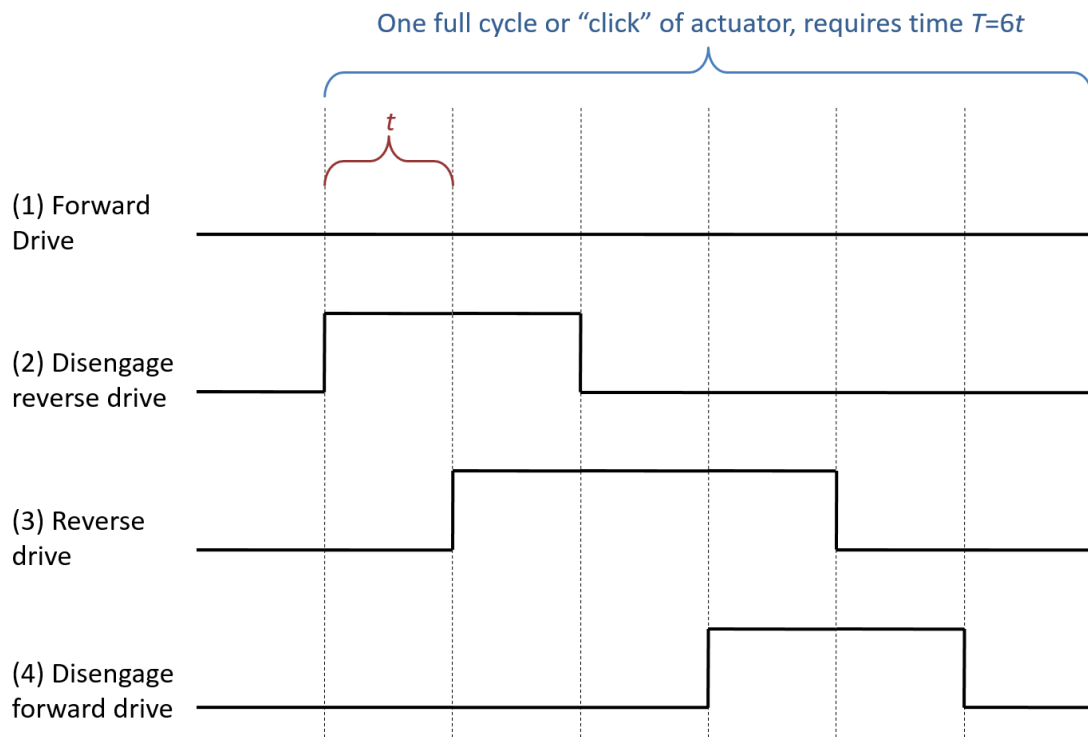 One full cycle or “click” of actuator, requires time T=6t
t
(1) Forward
Drive
(2) Disengage
reverse drive
(3) Reverse
drive
(4) Disengage
forward drive